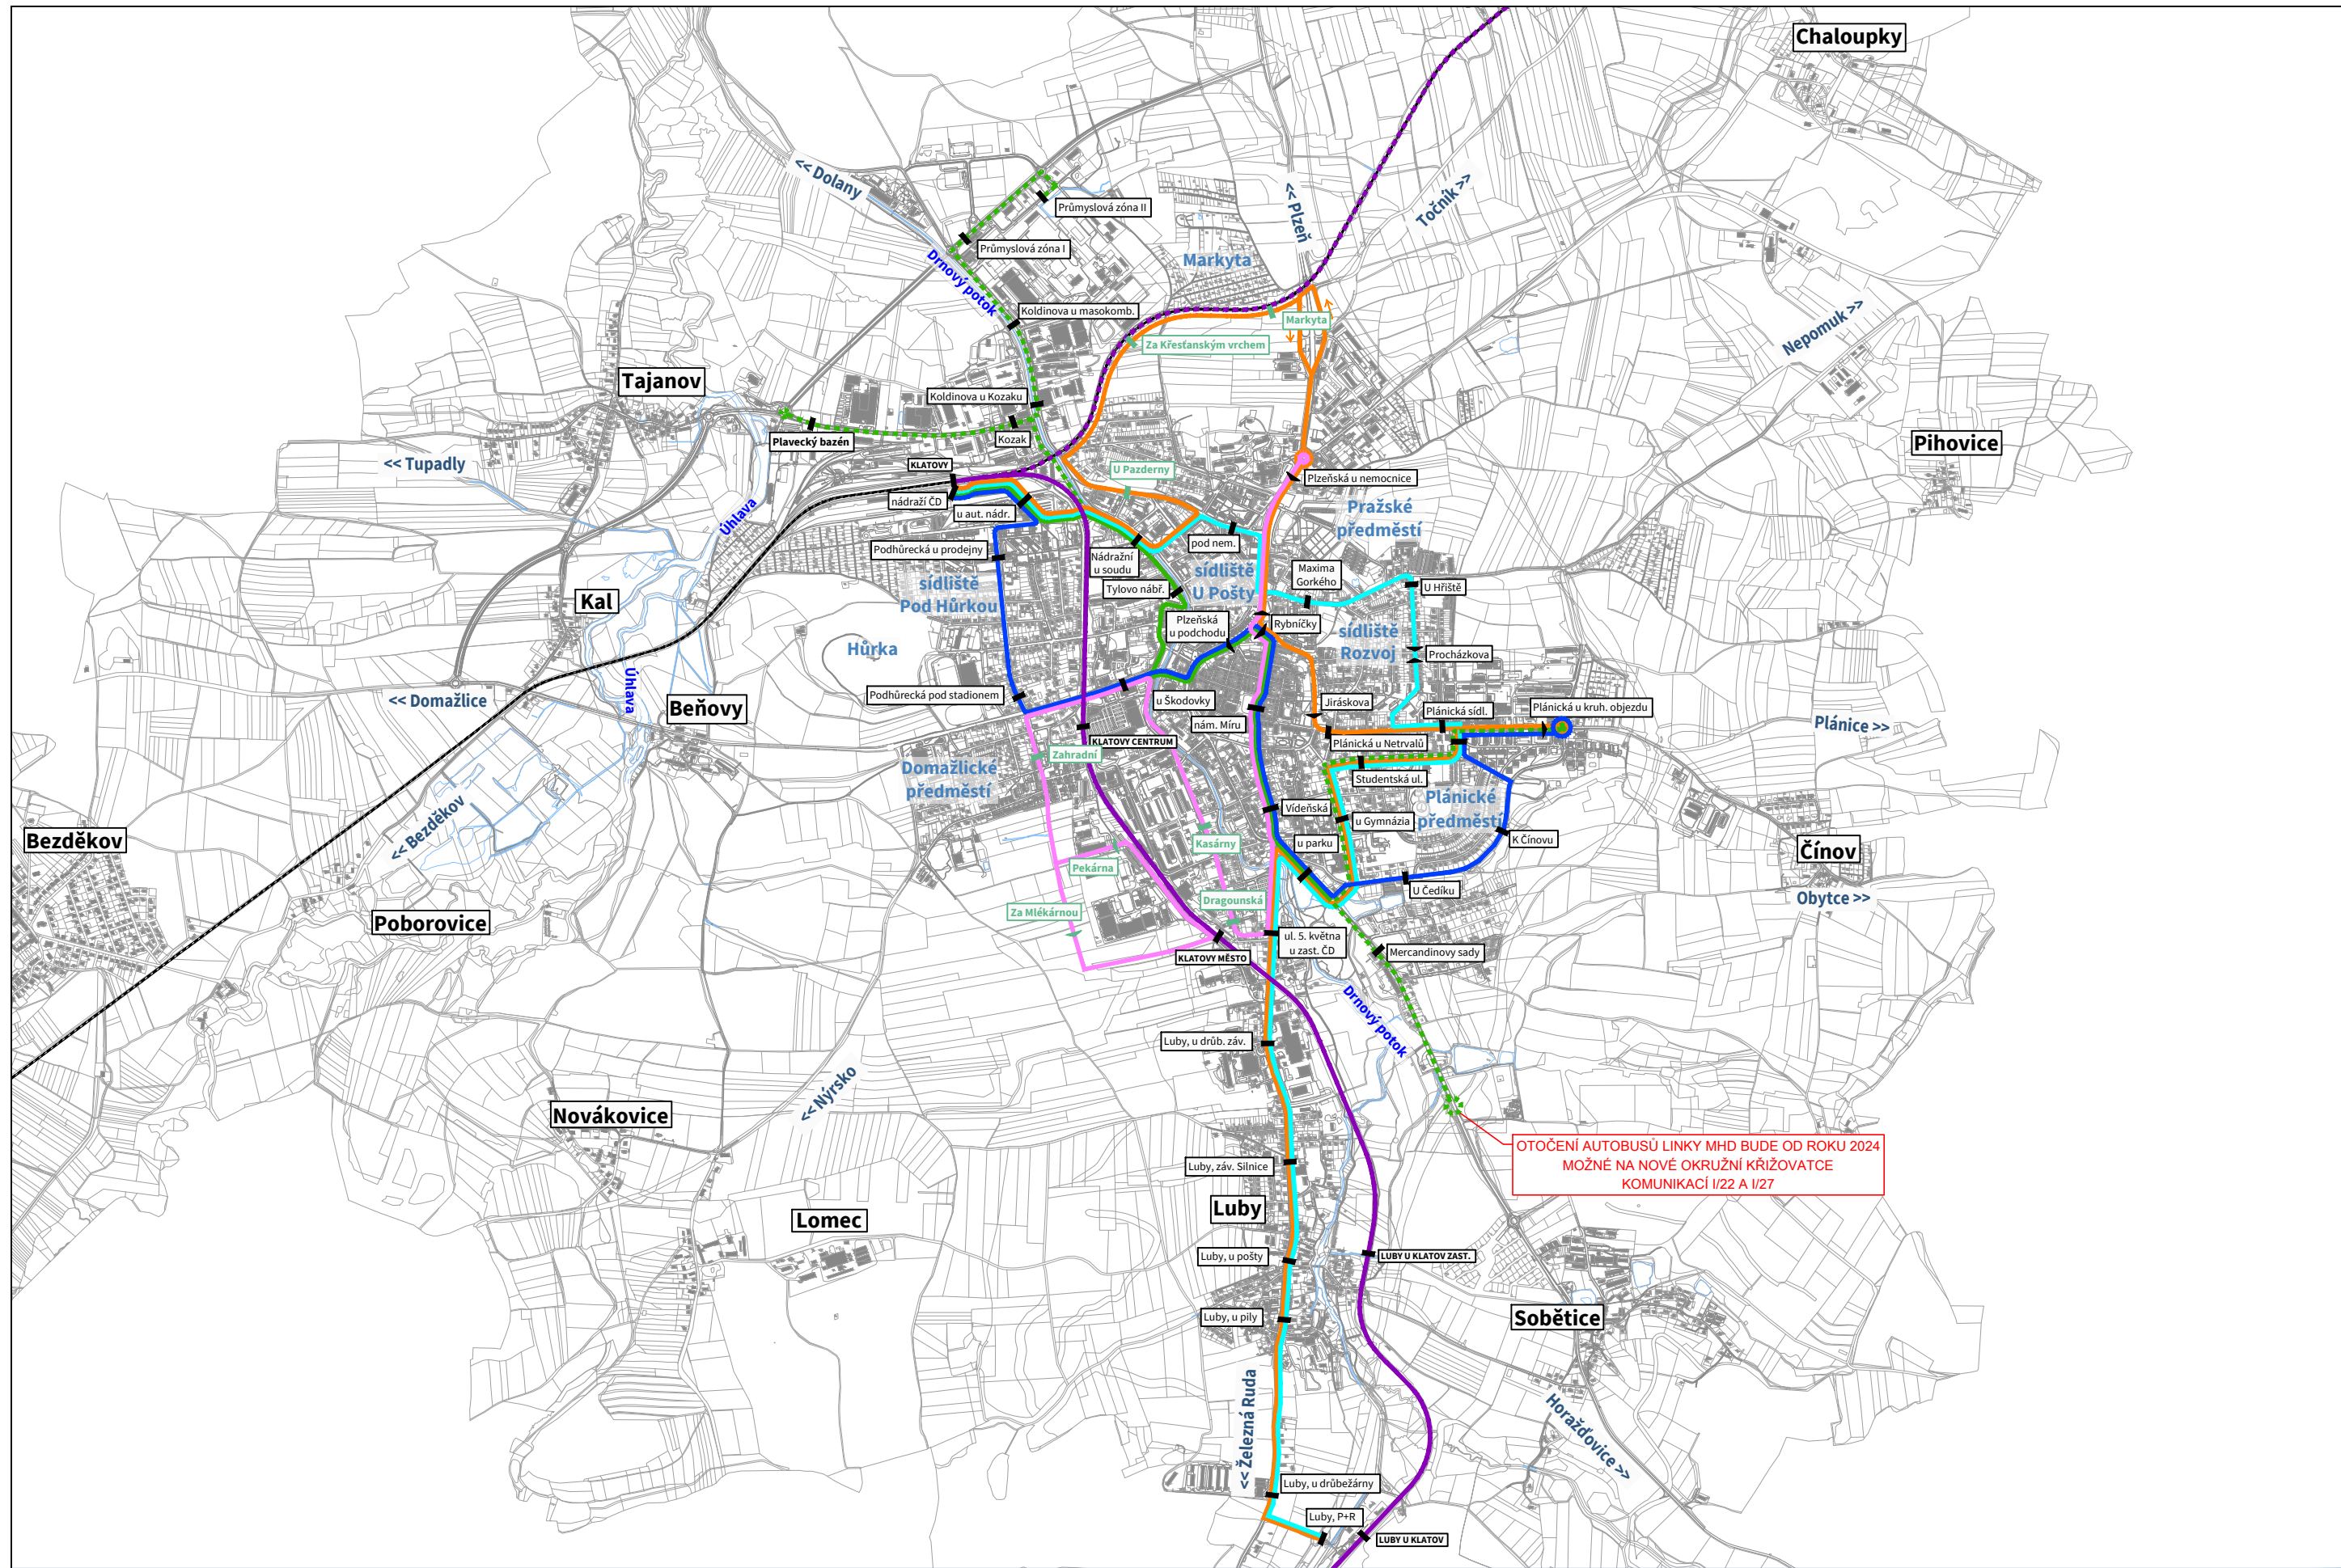 Chaloupky
<< Dolany
Průmyslová zóna II
<< Plzeň
Točník >>
Průmyslová zóna I
Markyta
Drnový potok
Koldinova u masokomb.
Markyta
Nepomuk >>
Za Křesťanským vrchem
Tajanov
Koldinova u Kozaku
Plavecký bazén
Kozak
Pihovice
<< Tupadly
KLATOVY
U Pazderny
Plzeňská u nemocnice
nádraží ČD
u aut. nádr.
Úhlava
Pražské
předměstí
Podhůrecká u prodejny
pod nem.
Nádražní
u soudu
sídliště
Pod Hůrkou
sídliště
U Pošty
Maxima
Gorkého
U Hřiště
Tylovo nábř.
Kal
Plzeňská
u podchodu
Rybníčky
sídliště
Rozvoj
Hůrka
Procházkova
Úhlava
<< Domažlice
Podhůrecká pod stadionem
Beňovy
u Škodovky
Jiráskova
Plánická sídl.
Plánická u kruh. objezdu
nám. Míru
Plánice >>
KLATOVY CENTRUM
Plánická u Netrvalů
Zahradní
Domažlické
předměstí
Studentská ul.
Plánické
předměstí
Vídeňská
u Gymnázia
<< Bezděkov
Bezděkov
Kasárny
u parku
K Čínovu
Čínov
Pekárna
U Čedíku
Obytce >>
Dragounská
Za Mlékárnou
Poborovice
ul. 5. května
u zast. ČD
KLATOVY MĚSTO
Mercandinovy sady
Drnový potok
Luby, u drůb. záv.
<< Nýrsko
Novákovice
OTOČENÍ AUTOBUSŮ LINKY MHD BUDE OD ROKU 2024
MOŽNÉ NA NOVÉ OKRUŽNÍ KŘIŽOVATCE
KOMUNIKACÍ I/22 A I/27
Luby, záv. Silnice
Luby
Lomec
Luby, u pošty
LUBY U KLATOV ZAST.
Luby, u pily
Sobětice
<< Železná Ruda
Horažďovice >>
Luby, u drůbežárny
Luby, P+R
LUBY U KLATOV